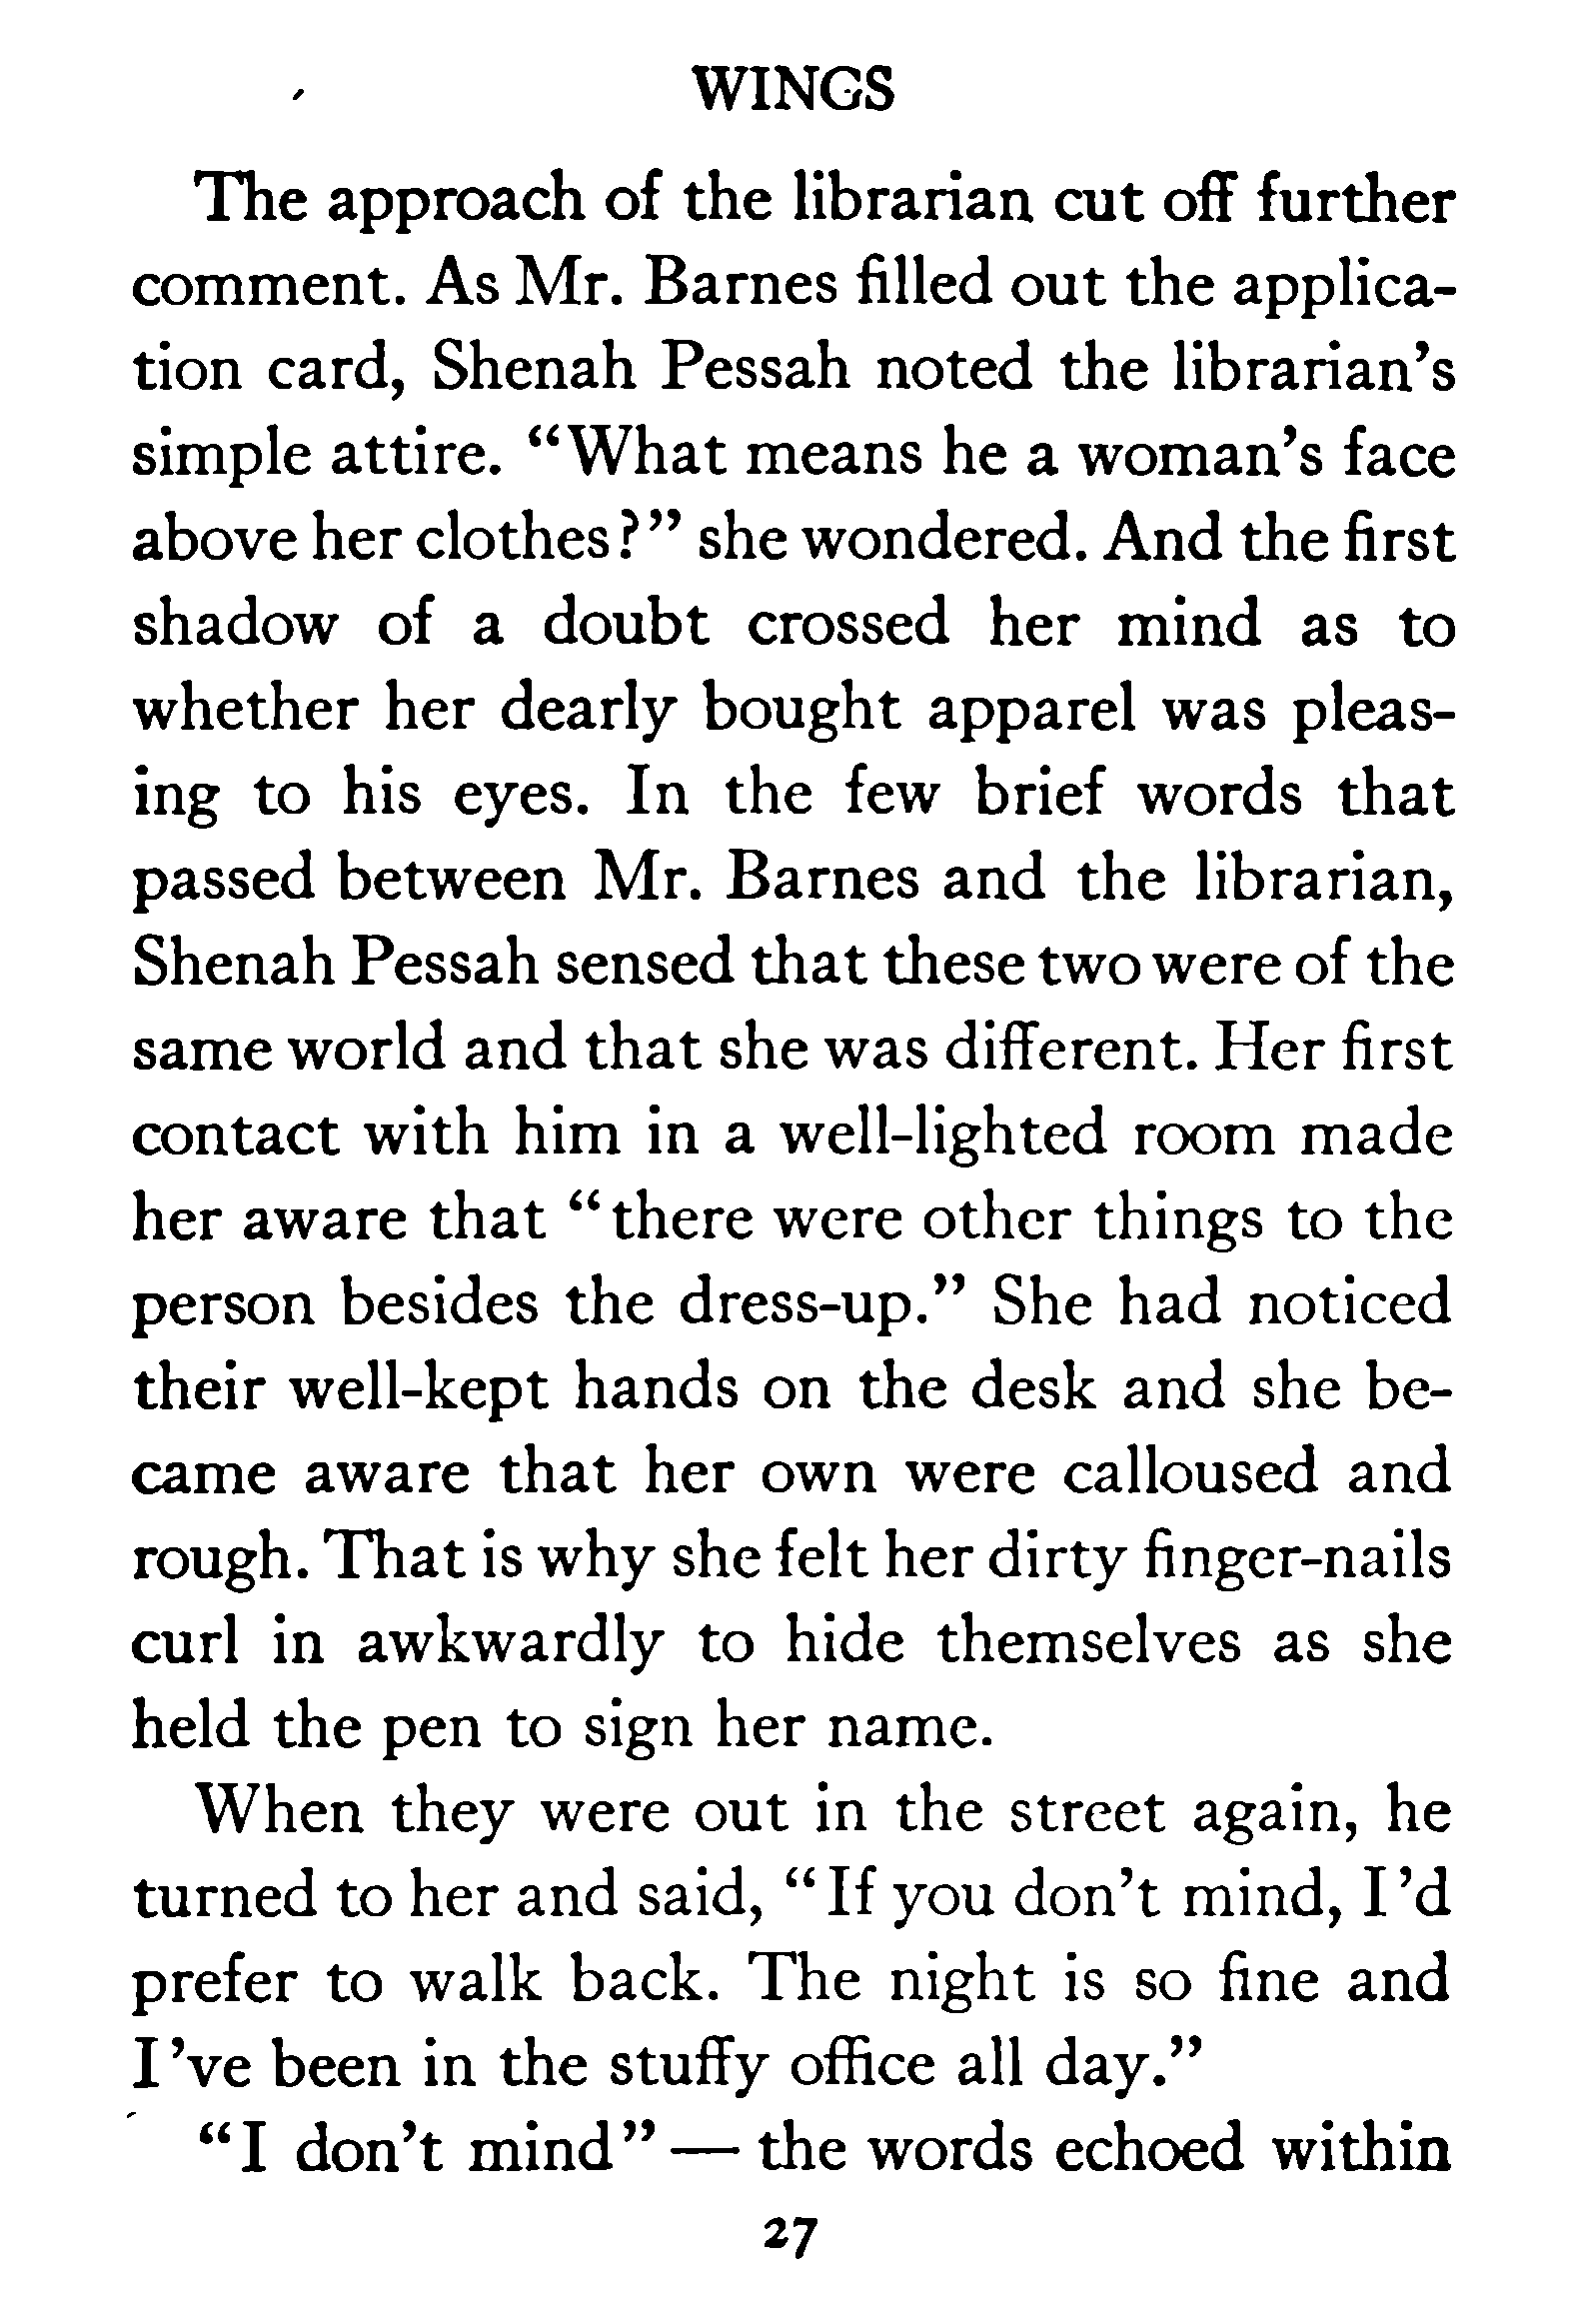 WINGS
The approach of the librarian cut off further
comment. As Mr. Barnes filled out the applica-
tion card, Shenah Pessah noted the librarian's
simple attire. “What means he a woman's face
above her clothes?” she wondered. And the first
shadow of a doubt crossed her mind as to
whether her dearly bought apparel was pleas-
ing to his eyes. In the few brief words that
passed between Mr. Barnes and the librarian,
Shenah Pessah sensed that these two were of the
same world and that she was different. Her first
contact with him in a well-lighted room made
her aware that “there were other things to the
person besides the dress-up.” She had noticed
their well-kept hands on the desk and she be-
came aware that her own were calloused and
rough. That is why she felt her dirty finger-nails
curl in awkwardly to hide themselves as she
held the pen to sign her name.
When they were out in the street again, he
turned to her and said, “If you don't mind, I'd
prefer to walk back. The night is so fine and
I've been in the stuffy office all day.”
“I don't mind” — the words echoed within
27